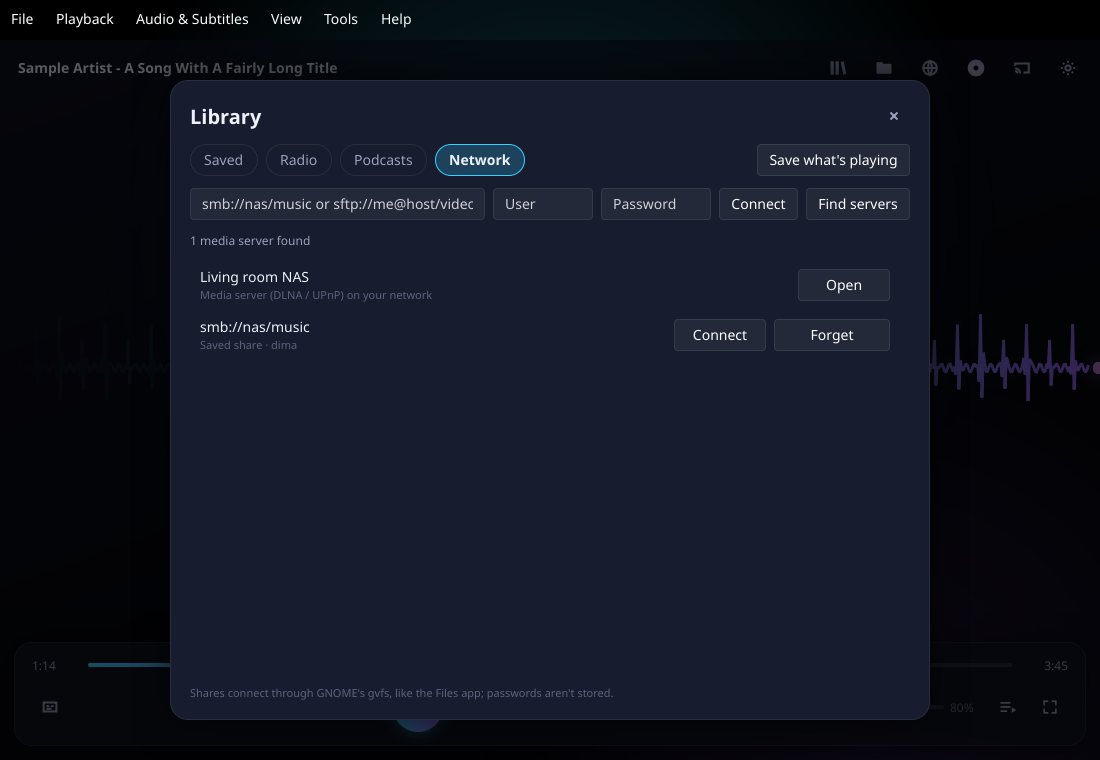 File Playback Audio & Subtitles View Tools Help
Sample Artist - A Song With A Fairly Long Title
Library ×
Saved Radio Podcasts Network Save what's playing
smb://nas/music or sftp://me@host/videc User Password Connect Find servers
1 media server found
Living room NAS Open
Media server (DLNA / UPnP) on your network
smb://nas/music Connect Forget
Saved share · dima
1:14 3:45
Shares connect through GNOME's gvfs, like the Files app; passwords aren't stored.
80%